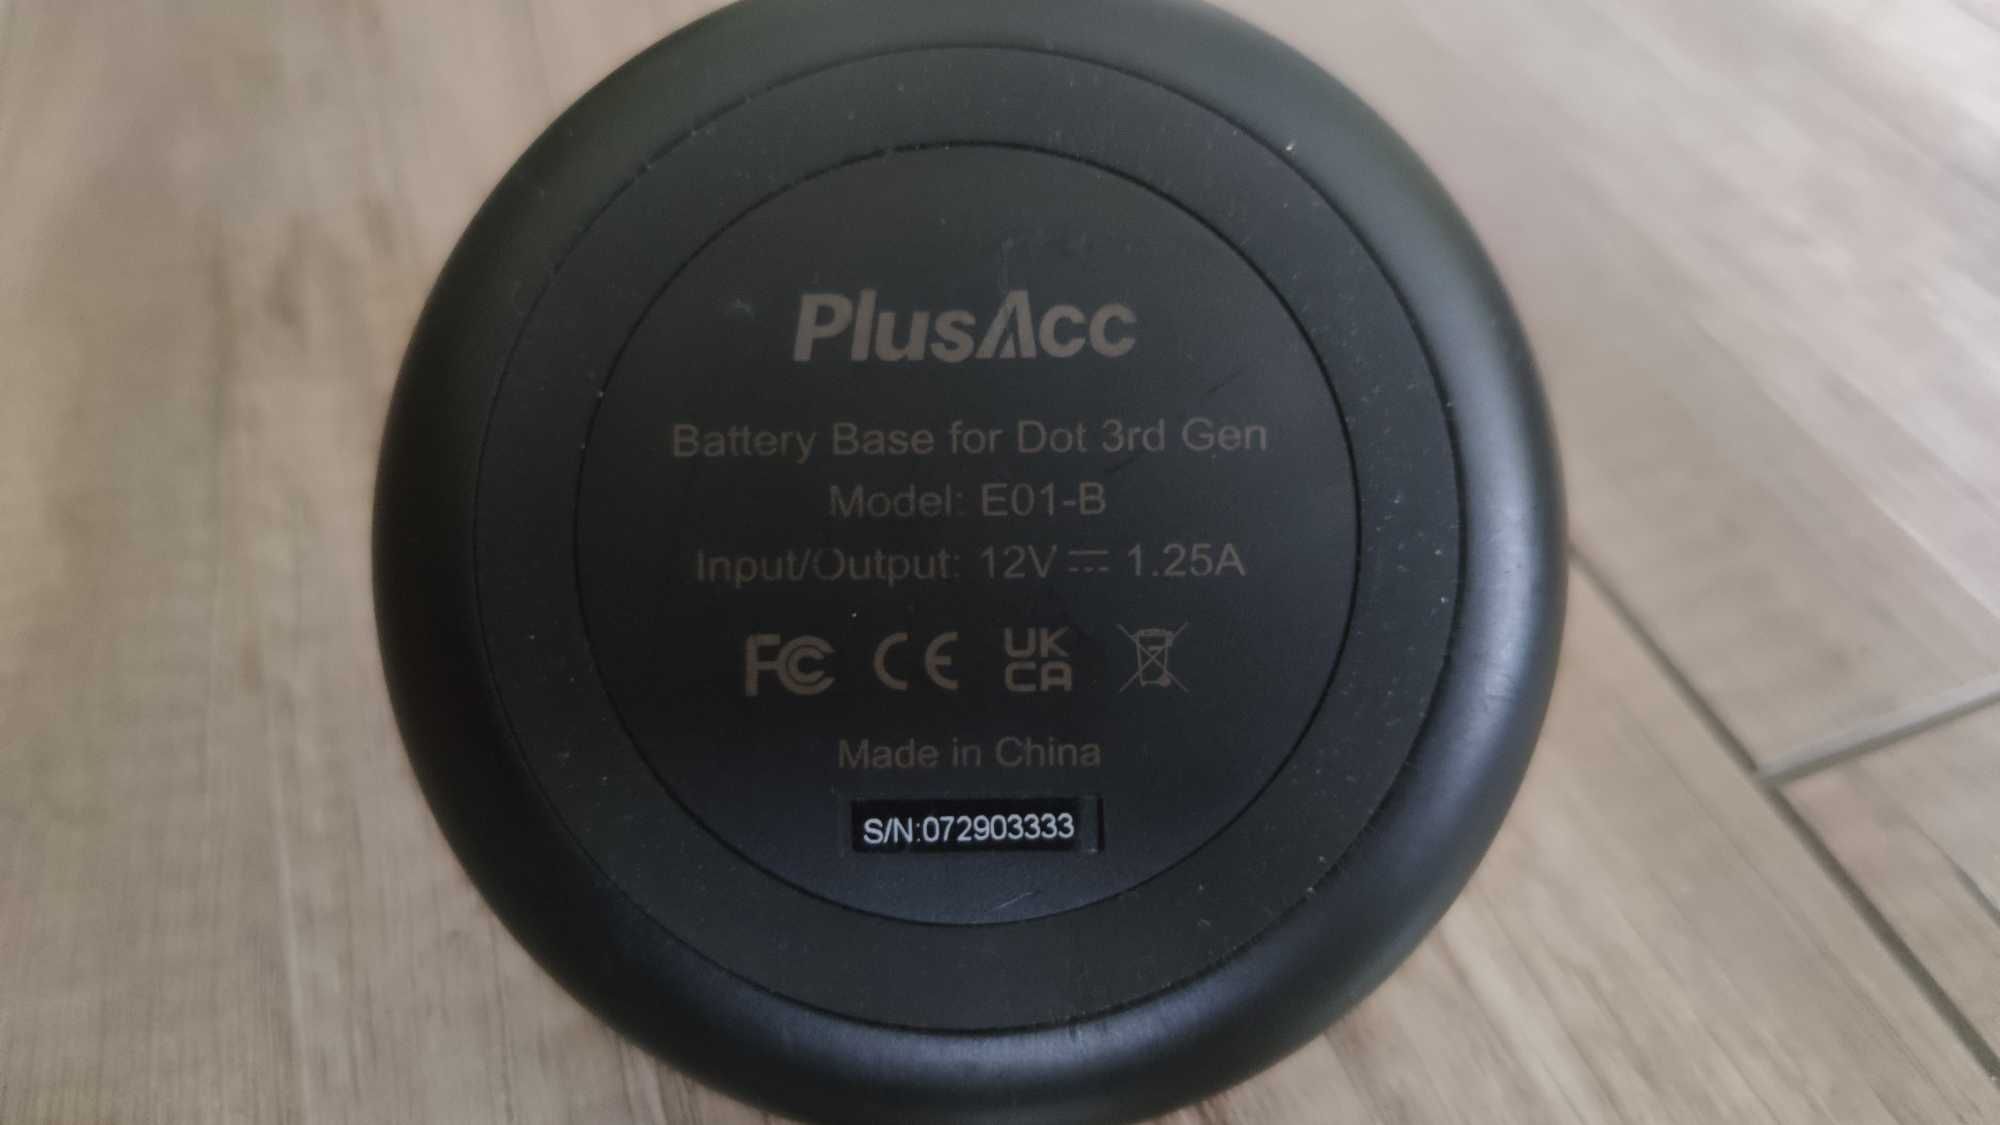 PlusAcc
Battery Base for Dot 3rd Gen
Model: E01-B
Input/Output: 12V ⎓ 1.25A
FC CE UK CA
Made in China
S/N:072903333